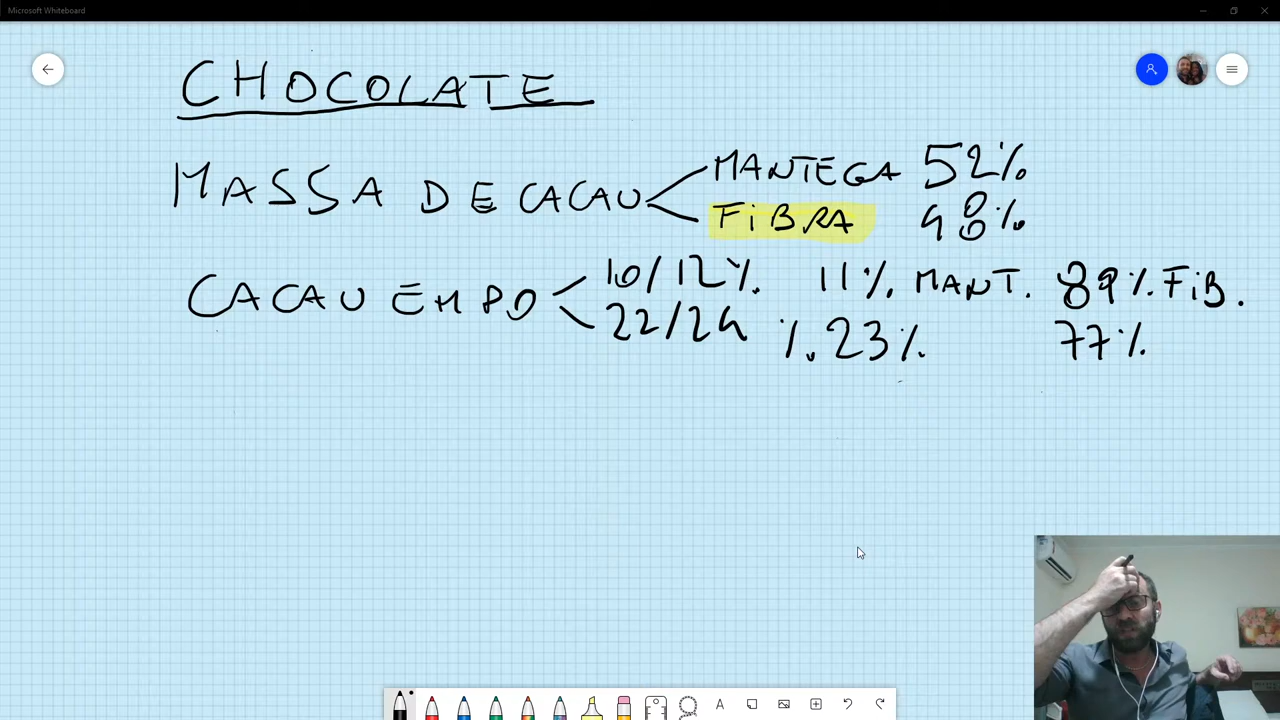 Microsoft Whiteboard
CHOCOLATE
MASSA DE CACAU MANTEGA 52%
FIBRA 48%
CACAU EM PO 10/12%. 11%. MANT. 89%. FIB.
22/24 %. 23% 77%